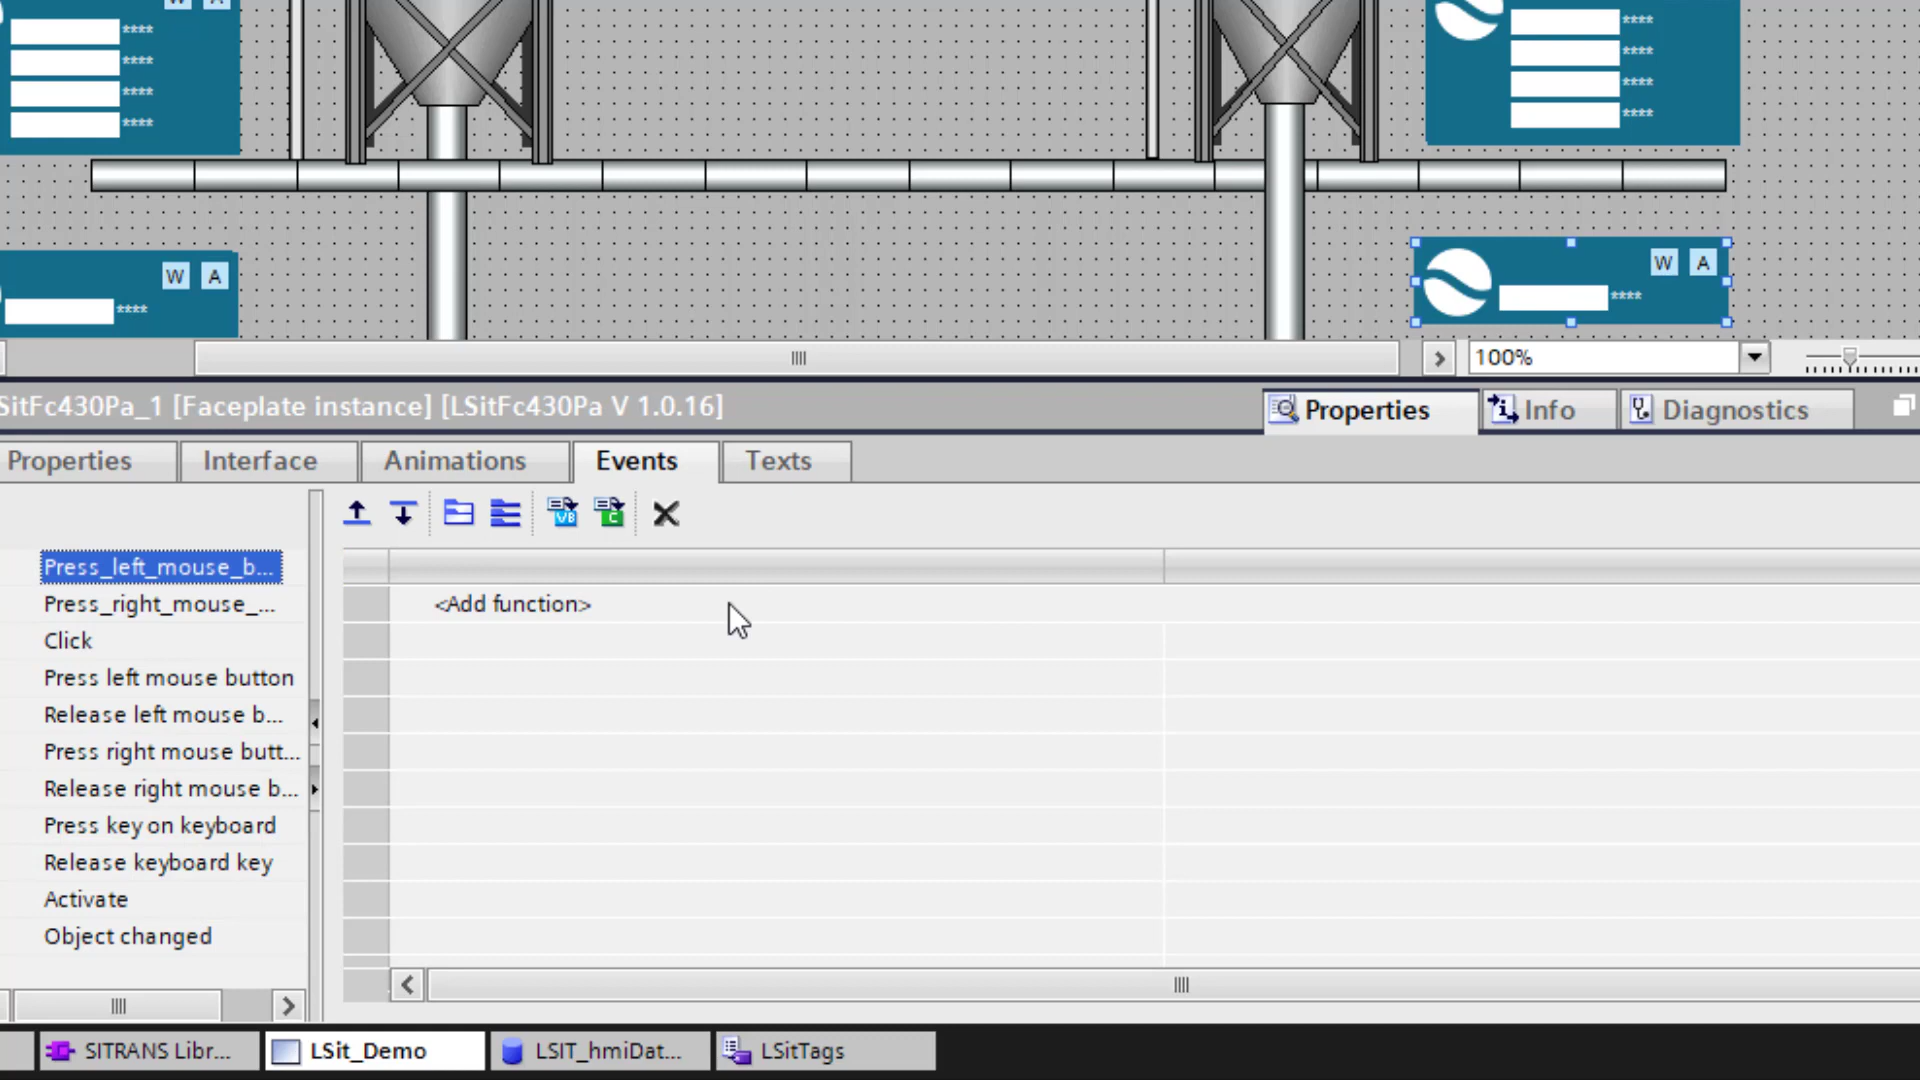 W A
****
****
****
****
****
****
****
****
W A
****
W A
****
100%
SitFc430Pa_1 [Faceplate instance] [LSitFc430Pa V 1.0.16]
Properties
Info
Diagnostics
Properties
Interface
Animations
Events
Texts
VB
C
Press_left_mouse_b...
<Add function>
Press_right_mouse_...
Click
Press left mouse button
Release left mouse b...
Press right mouse butt...
Release right mouse b...
Press key on keyboard
Release keyboard key
Activate
Object changed
SITRANS Libr...
LSit_Demo
LSIT_hmiDat...
LSitTags